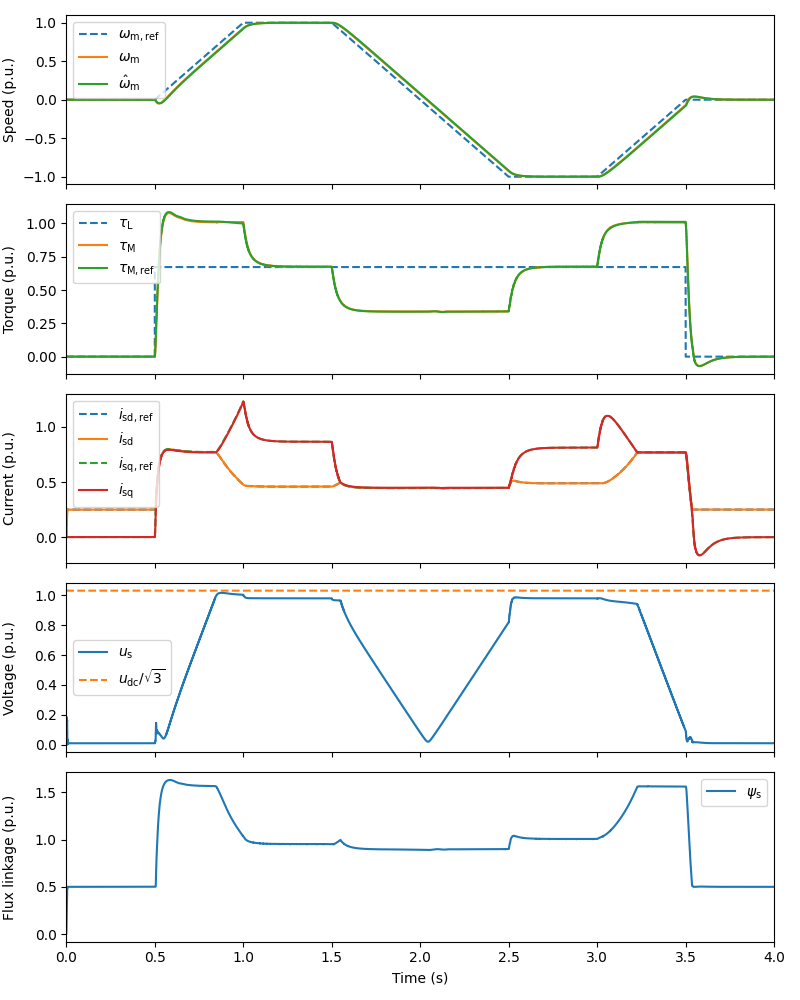 1.0
0.5
0.0
−0.5
−1.0
Speed (p.u.)
ω_m,ref
ω_m
ω̂_m
1.00
0.75
0.50
0.25
0.00
Torque (p.u.)
τ_L
τ_M
τ_M,ref
1.0
0.5
0.0
Current (p.u.)
i_sd,ref
i_sd
i_sq,ref
i_sq
1.0
0.8
0.6
0.4
0.2
0.0
Voltage (p.u.)
u_s
u_dc/√3
1.5
1.0
0.5
0.0
Flux linkage (p.u.)
ψ_s
0.0 0.5 1.0 1.5 2.0 2.5 3.0 3.5 4.0
Time (s)